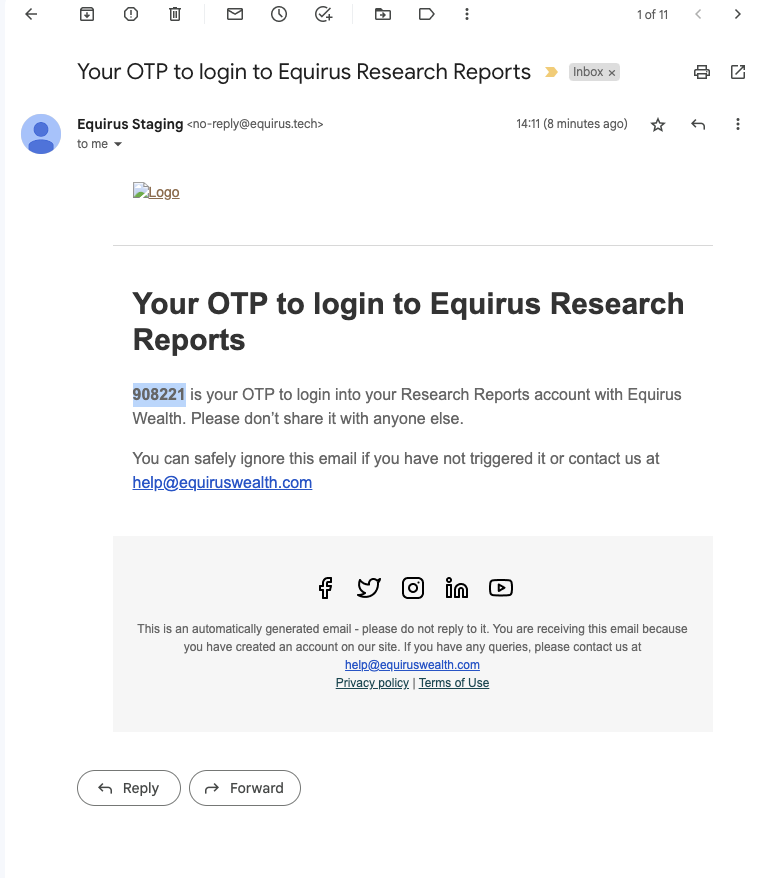 1 of 11
Your OTP to login to Equirus Research Reports
Inbox ×
Equirus Staging <no-reply@equirus.tech>
14:11 (8 minutes ago)
to me
Logo
Your OTP to login to Equirus Research
Reports
908221 is your OTP to login into your Research Reports account with Equirus
Wealth. Please don't share it with anyone else.
You can safely ignore this email if you have not triggered it or contact us at
help@equiruswealth.com
This is an automatically generated email - please do not reply to it. You are receiving this email because
you have created an account on our site. If you have any queries, please contact us at
help@equiruswealth.com
Privacy policy | Terms of Use
Reply
Forward